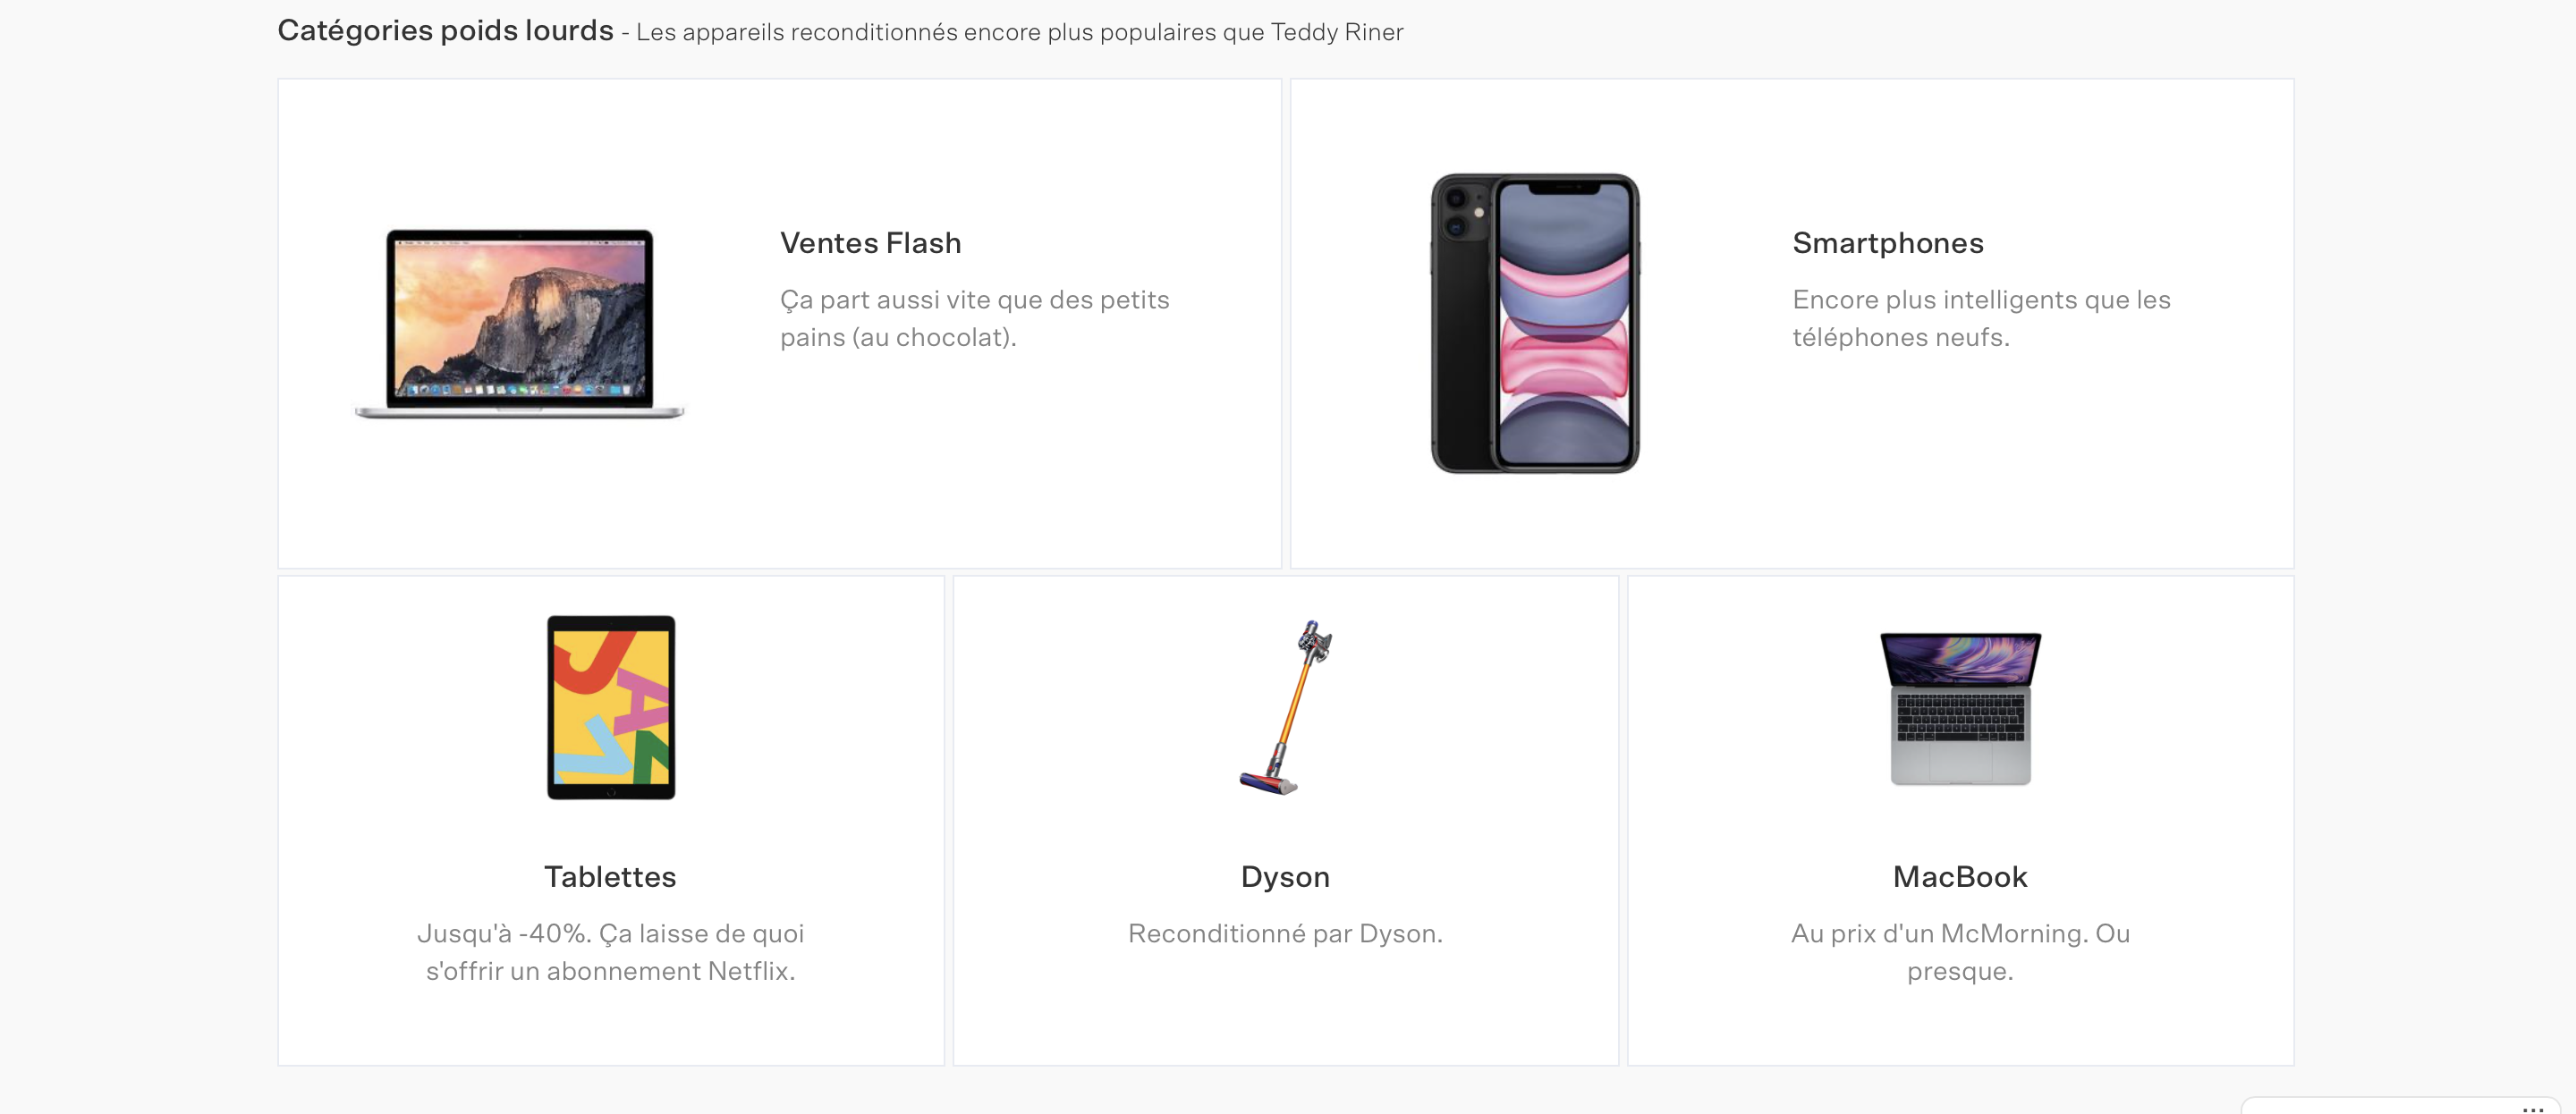 Catégories poids lourds - Les appareils reconditionnés encore plus populaires que Teddy Riner
Ventes Flash
Ça part aussi vite que des petits
pains (au chocolat).
Smartphones
Encore plus intelligents que les
téléphones neufs.
Tablettes
Jusqu'à -40%. Ça laisse de quoi
s'offrir un abonnement Netflix.
Dyson
Reconditionné par Dyson.
MacBook
Au prix d'un McMorning. Ou
presque.